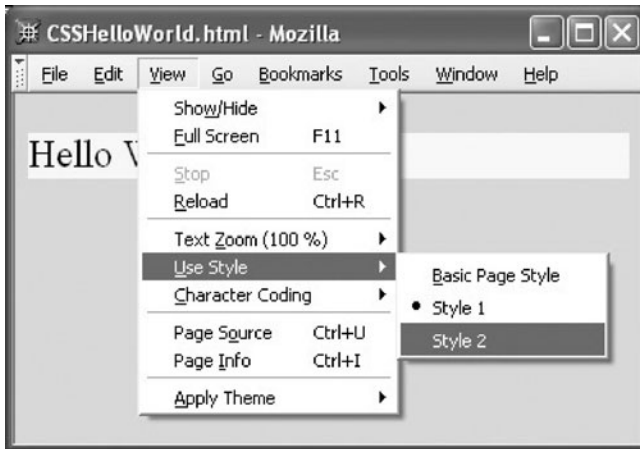 CSSHelloWorld.html - Mozilla
File Edit View Go Bookmarks Tools Window Help
Show/Hide
Full Screen F11
Hello
Stop Esc
Reload Ctrl+R
Text Zoom (100 %)
Use Style
Basic Page Style
Character Coding
Style 1
Page Source Ctrl+U
Style 2
Page Info Ctrl+I
Apply Theme